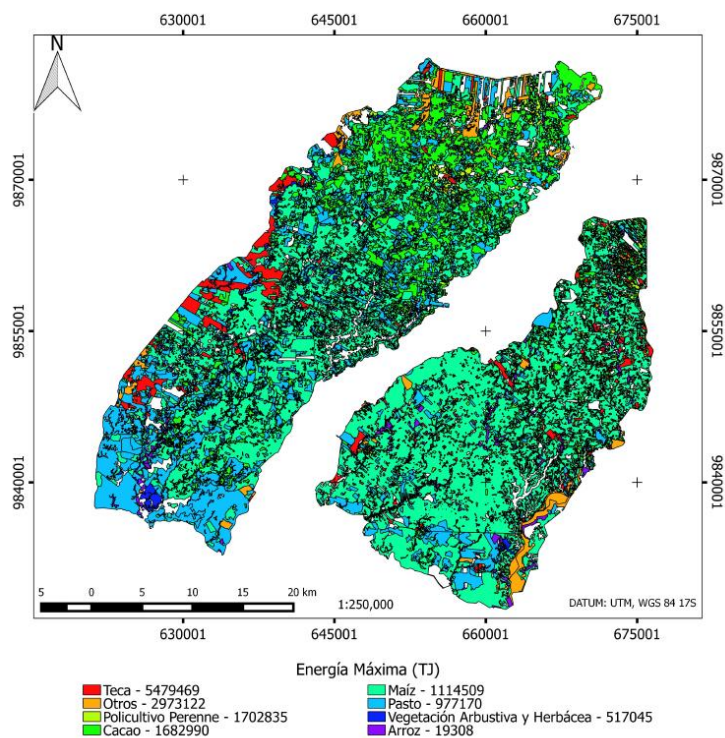 630001 645001 660001 675001
N
9870001 9870001
9855001 9855001
9840001 9840001
5 0 5 10 15 20 km
1:250,000
DATUM: UTM, WGS 84 17S
630001 645001 660001 675001
Energía Máxima (TJ)
Teca - 5479469
Otros - 2973122
Policultivo Perenne - 1702835
Cacao - 1682990
Maíz - 1114509
Pasto - 977170
Vegetación Arbustiva y Herbácea - 517045
Arroz - 19308